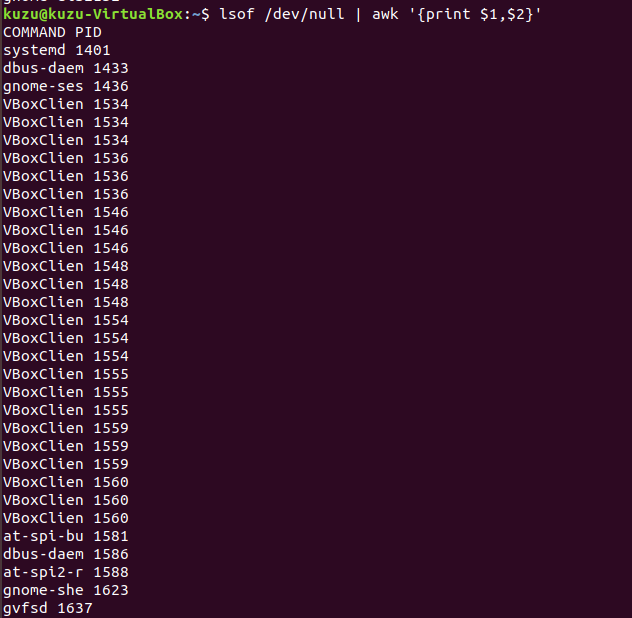 kuzu@kuzu-VirtualBox:~$ lsof /dev/null | awk '{print $1,$2}'
COMMAND PID
systemd 1401
dbus-daem 1433
gnome-ses 1436
VBoxClien 1534
VBoxClien 1534
VBoxClien 1534
VBoxClien 1536
VBoxClien 1536
VBoxClien 1536
VBoxClien 1546
VBoxClien 1546
VBoxClien 1546
VBoxClien 1548
VBoxClien 1548
VBoxClien 1548
VBoxClien 1554
VBoxClien 1554
VBoxClien 1554
VBoxClien 1555
VBoxClien 1555
VBoxClien 1555
VBoxClien 1559
VBoxClien 1559
VBoxClien 1559
VBoxClien 1560
VBoxClien 1560
VBoxClien 1560
at-spi-bu 1581
dbus-daem 1586
at-spi2-r 1588
gnome-she 1623
gvfsd 1637